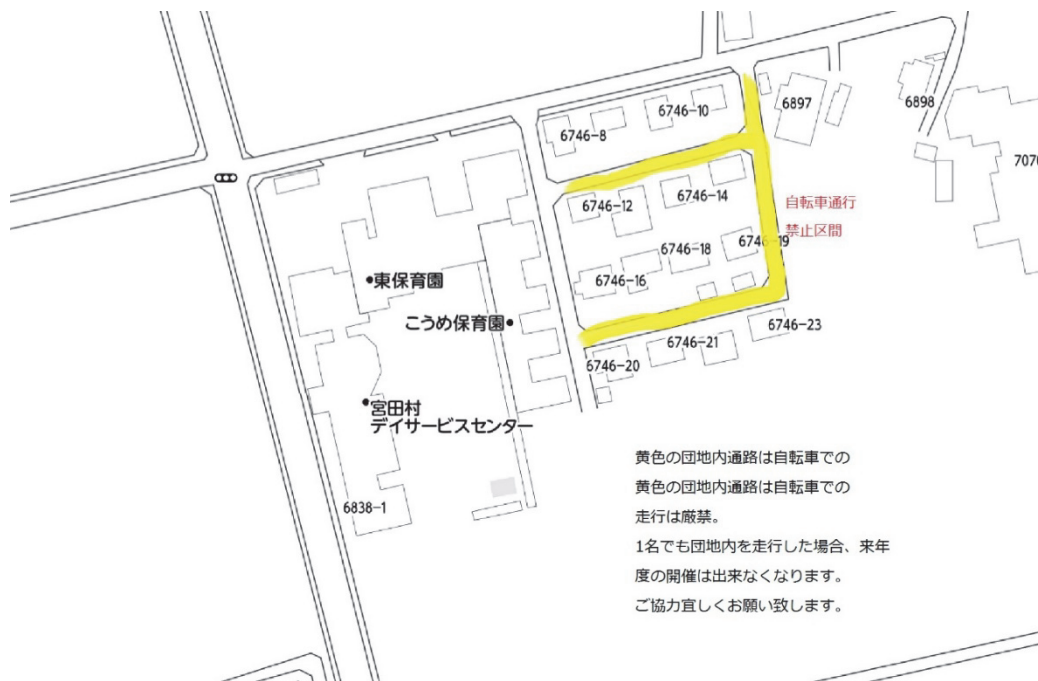 6746-10
6897
6898
6746-8
7070
6746-14
6746-12
自転車通行
禁止区間
6746-19
6746-18
6746-16
●東保育園
こうめ保育園●
6746-23
6746-21
6746-20
●宮田村
デイサービスセンター
6838-1
黄色の団地内通路は自転車での
黄色の団地内通路は自転車での
走行は厳禁。
1名でも団地内を走行した場合、来年
度の開催は出来なくなります。
ご協力宜しくお願い致します。